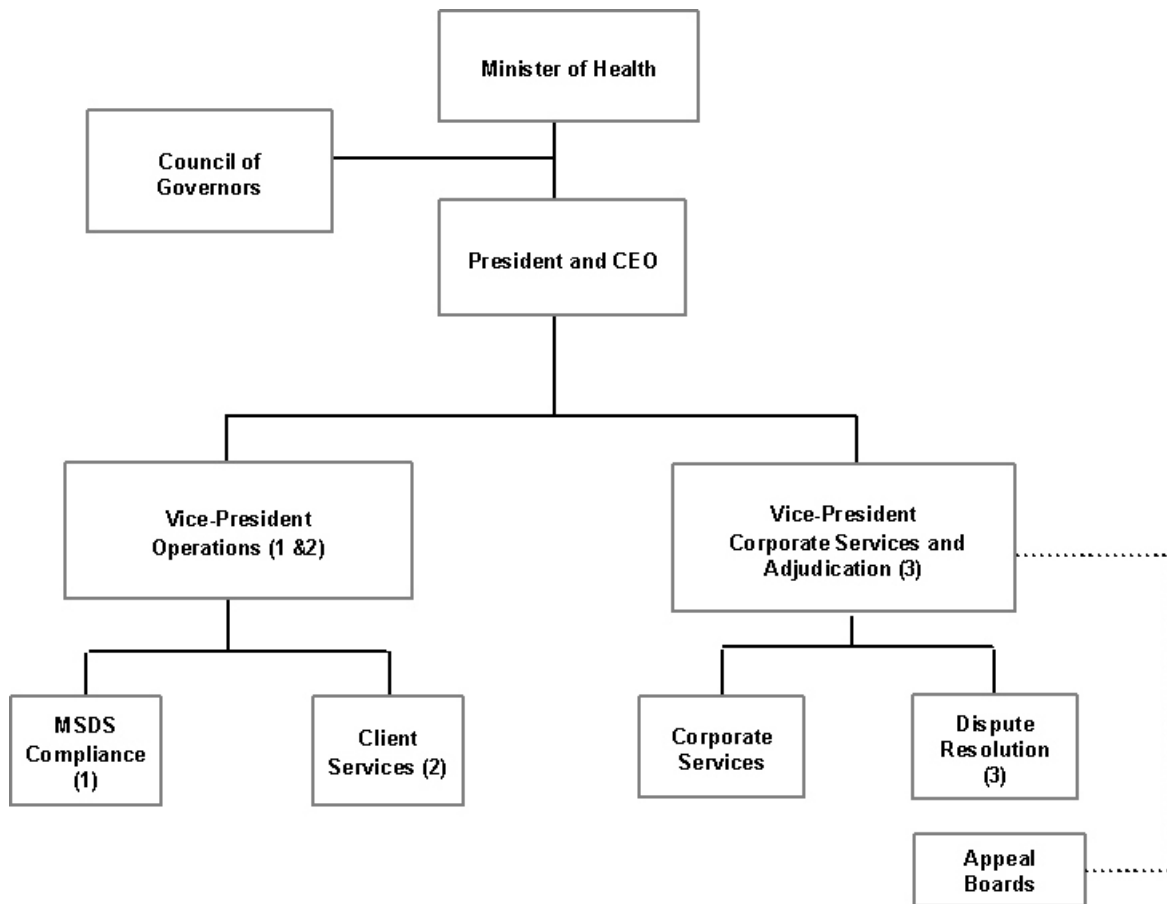 Minister of Health
Council of
Governors
President and CEO
Vice-President
Operations (1 &2)
Vice-President
Corporate Services and
Adjudication (3)
MSDS
Compliance
(1)
Client
Services (2)
Corporate
Services
Dispute
Resolution
(3)
Appeal
Boards